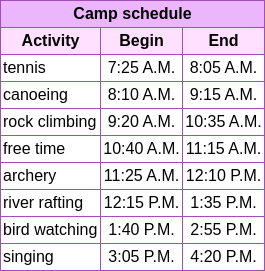 Camp schedule
Activity Begin End
tennis 7:25 A.M. 8:05 A.M.
canoeing 8:10 A.M. 9:15 A.M.
rock climbing 9:20 A.M. 10:35 A.M.
free time 10:40 A.M. 11:15 A.M.
archery 11:25 A.M. 12:10 P.M.
river rafting 12:15 P.M. 1:35 P.M.
bird watching 1:40 P.M. 2:55 P.M.
singing 3:05 P.M. 4:20 P.M.